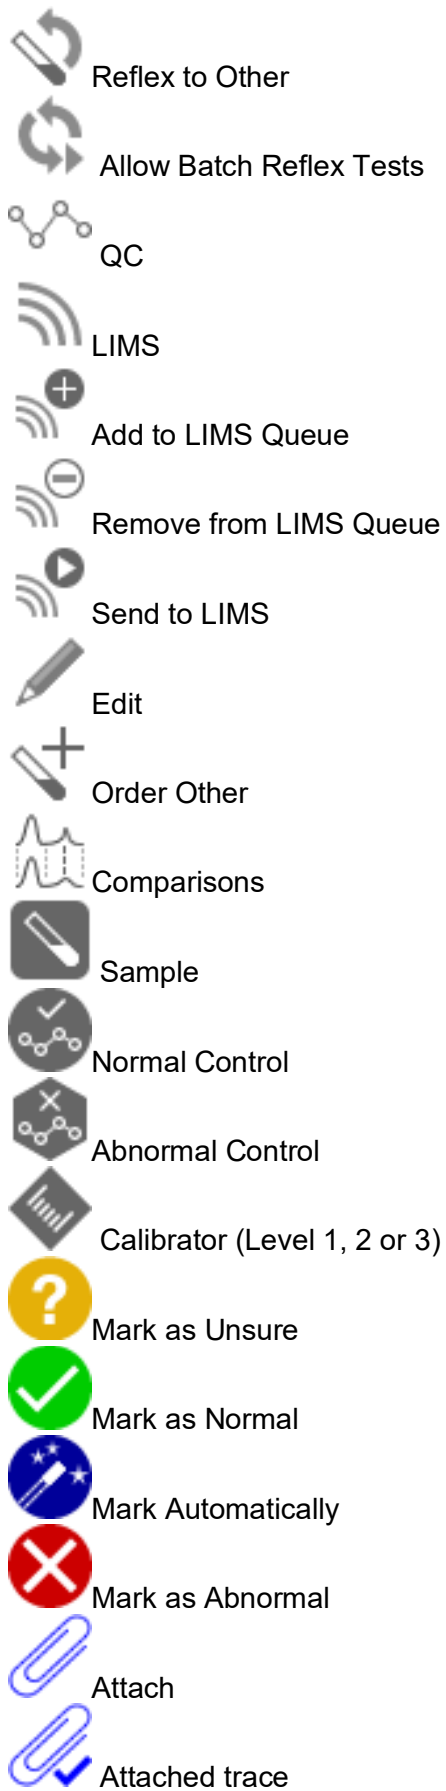 Reflex to Other
Allow Batch Reflex Tests
QC
LIMS
Add to LIMS Queue
Remove from LIMS Queue
Send to LIMS
Edit
Order Other
Comparisons
Sample
Normal Control
Abnormal Control
Calibrator (Level 1, 2 or 3)
Mark as Unsure
Mark as Normal
Mark Automatically
Mark as Abnormal
Attach
Attached trace